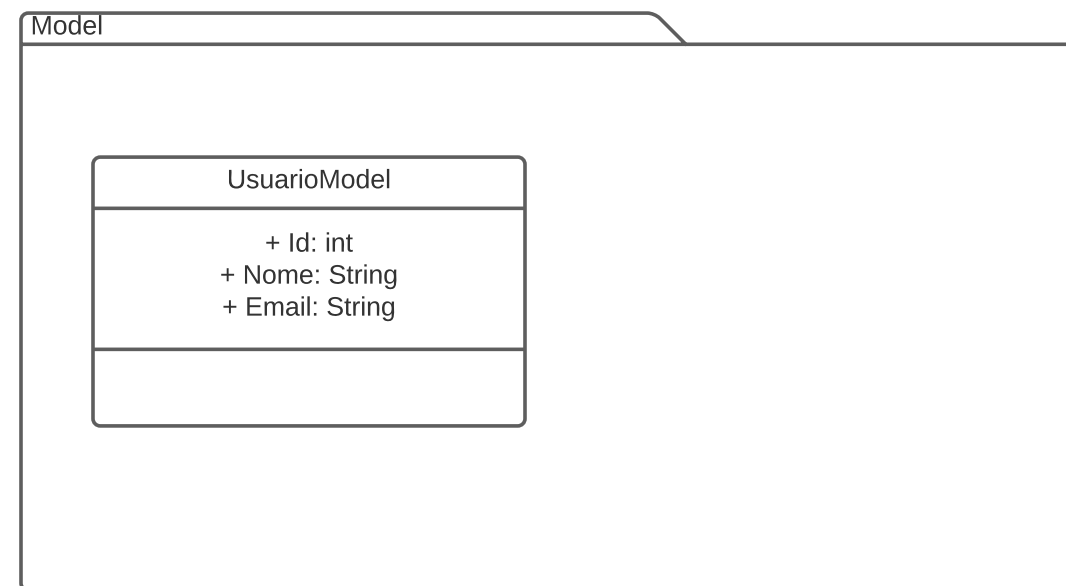 Model
UsuarioModel
+ Id: int
+ Nome: String
+ Email: String